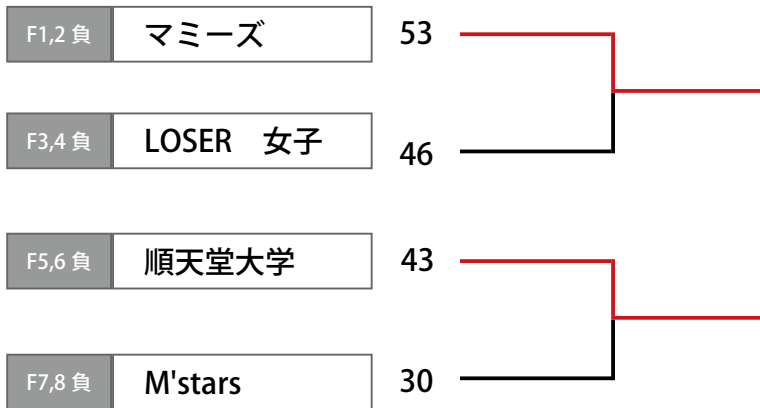 F1,2 負 マミーズ 53
F3,4 負 LOSER　女子 46
F5,6 負 順天堂大学 43
F7,8 負 M'stars 30